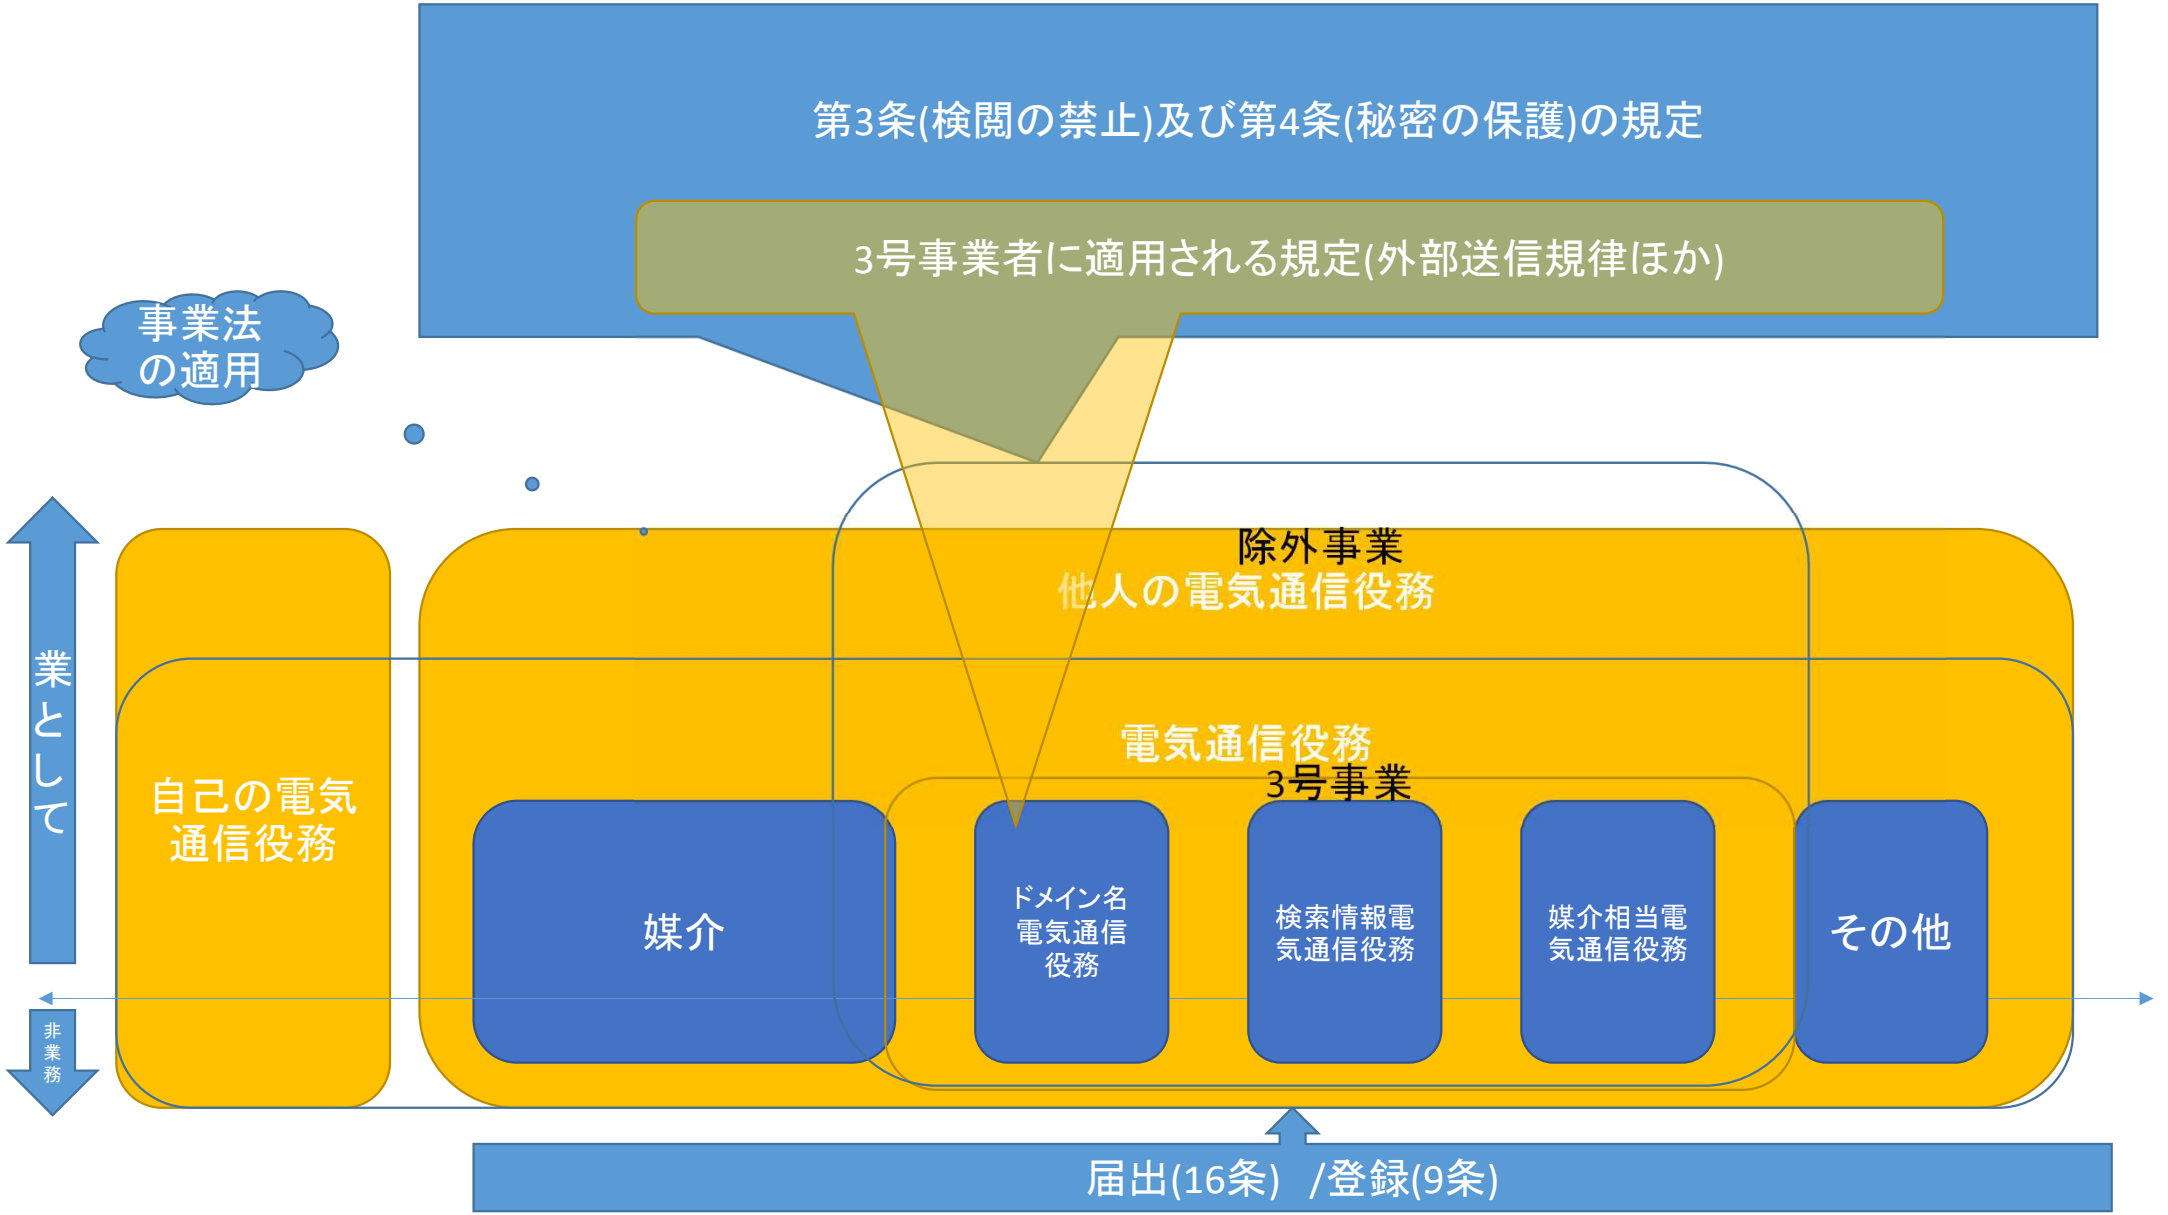 第3条(検閲の禁止)及び第4条(秘密の保護)の規定
3号事業者に適用される規定(外部送信規律ほか)
事業法
の適用
除外事業
他人の電気通信役務
業として
電気通信役務
3号事業
自己の電気
通信役務
媒介
ドメイン名
電気通信
役務
検索情報電
気通信役務
媒介相当電
気通信役務
その他
非業務
届出(16条) /登録(9条)